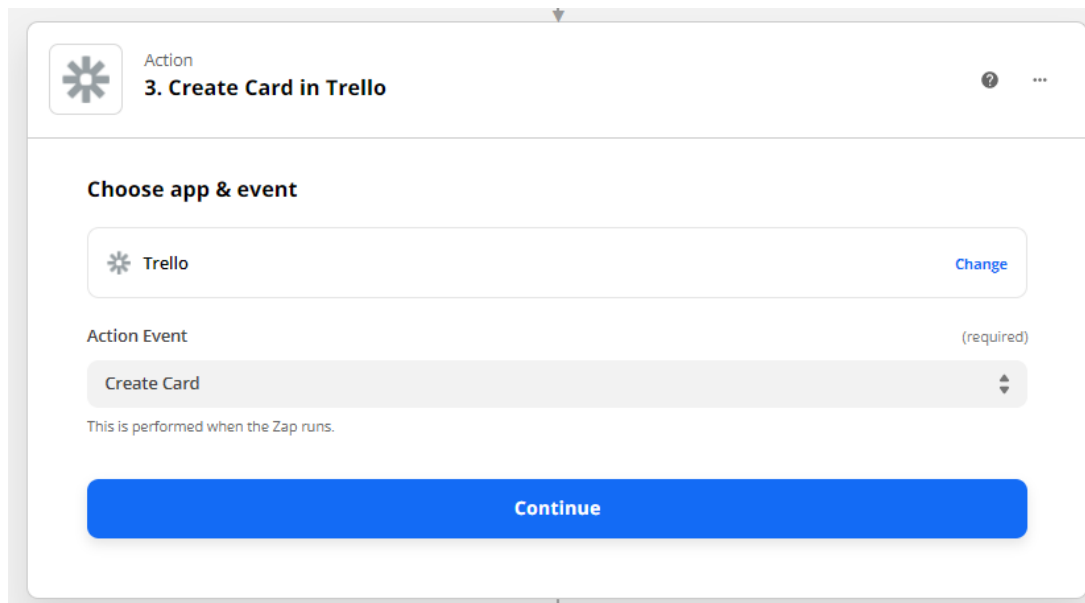 Action
3. Create Card in Trello
Choose app & event
Trello
Change
Action Event
(required)
Create Card
This is performed when the Zap runs.
Continue